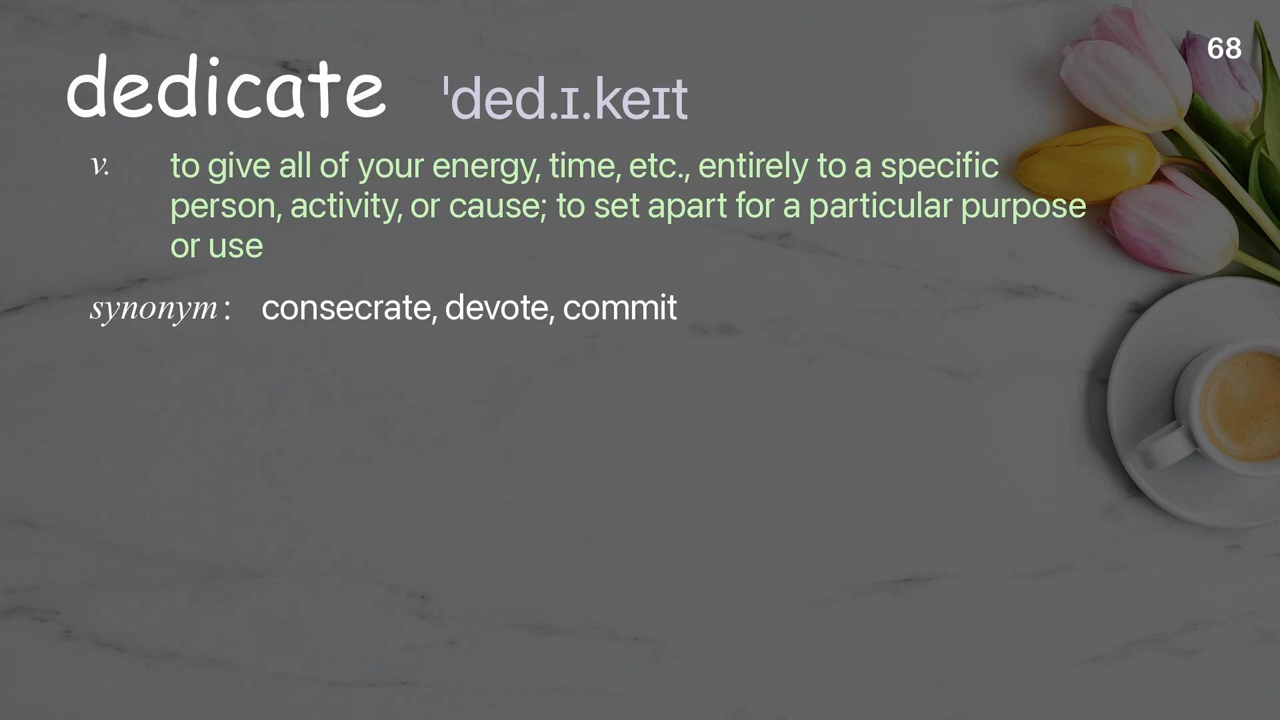 68
dedicate ˈded.ɪ.keɪt
v. to give all of your energy, time, etc., entirely to a specific
person, activity, or cause; to set apart for a particular purpose
or use
synonym : consecrate, devote, commit